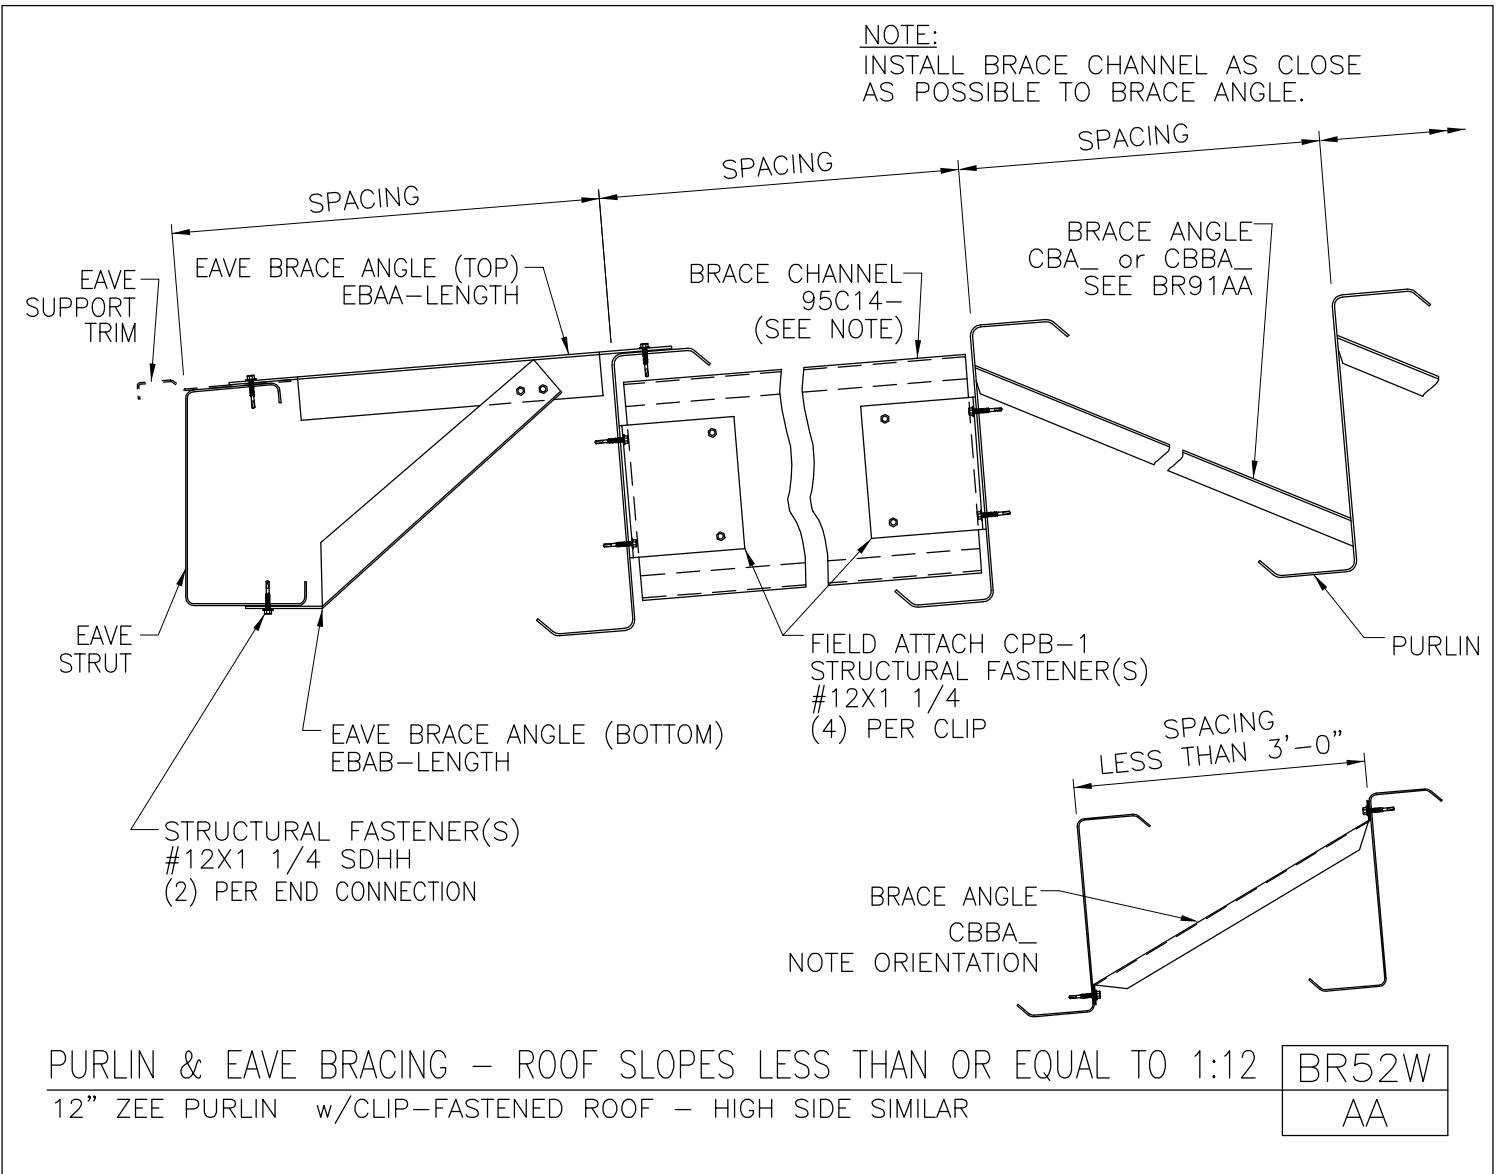 NOTE:
INSTALL BRACE CHANNEL AS CLOSE
AS POSSIBLE TO BRACE ANGLE.
SPACING
SPACING
SPACING
EAVE
SUPPORT
TRIM
EAVE BRACE ANGLE (TOP)
EBAA-LENGTH
BRACE CHANNEL
95C14-
(SEE NOTE)
BRACE ANGLE
CBA_ or CBBA_
SEE BR91AA
EAVE
STRUT
EAVE BRACE ANGLE (BOTTOM)
EBAB-LENGTH
FIELD ATTACH CPB-1
STRUCTURAL FASTENER(S)
#12X1 1/4
(4) PER CLIP
PURLIN
STRUCTURAL FASTENER(S)
#12X1 1/4 SDHH
(2) PER END CONNECTION
SPACING
LESS THAN 3'-0"
BRACE ANGLE
CBBA_
NOTE ORIENTATION
PURLIN & EAVE BRACING - ROOF SLOPES LESS THAN OR EQUAL TO 1:12
BR52W
12" ZEE PURLIN w/CLIP-FASTENED ROOF - HIGH SIDE SIMILAR
AA